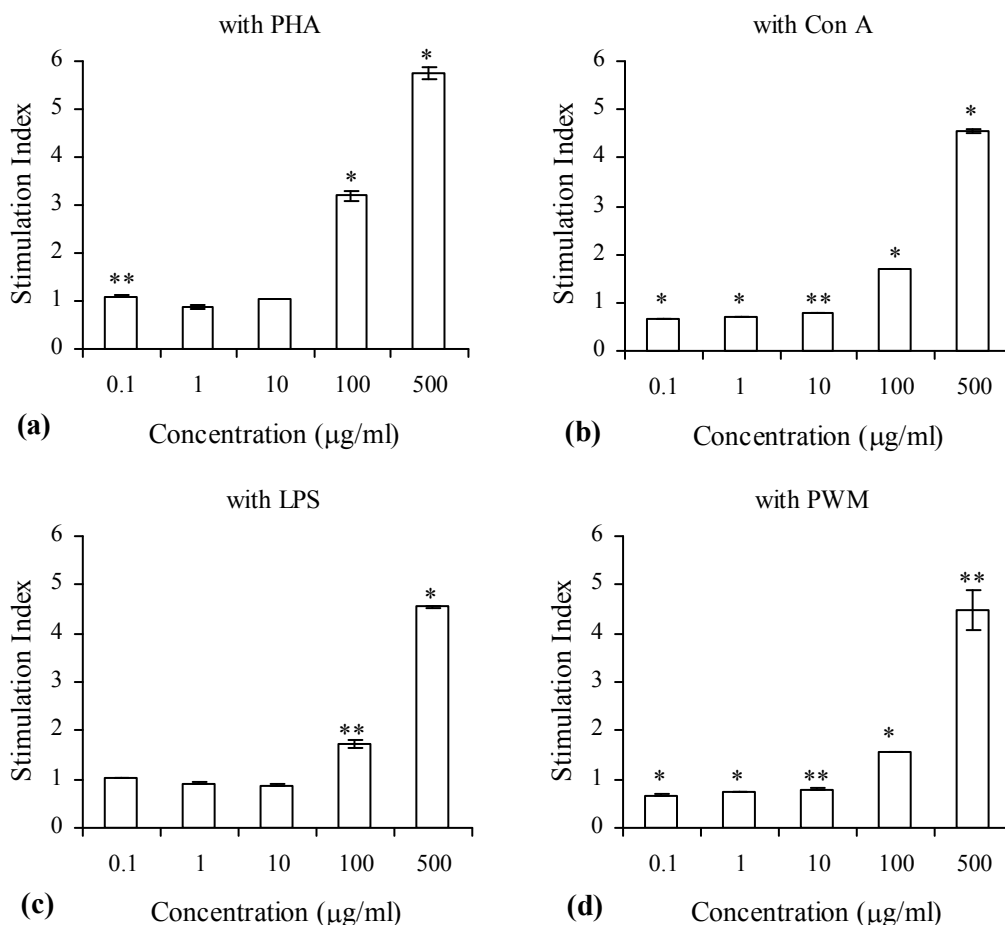 with PHA
Stimulation Index
6
5
4
3
2
1
0
**
*
*
0.1 1 10 100 500
(a) Concentration (μg/ml)
with Con A
Stimulation Index
6
5
4
3
2
1
0
* * ** * *
0.1 1 10 100 500
(b) Concentration (μg/ml)
with LPS
Stimulation Index
6
5
4
3
2
1
0
** *
0.1 1 10 100 500
(c) Concentration (μg/ml)
with PWM
Stimulation Index
6
5
4
3
2
1
0
* * ** * **
0.1 1 10 100 500
(d) Concentration (μg/ml)